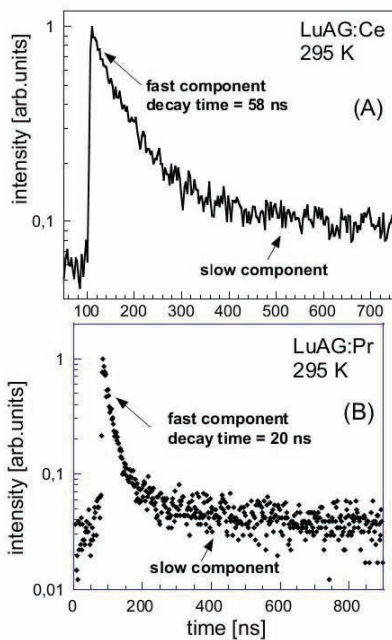 LuAG:Ce
295 K
(A)
1
0,1
intensity [arb.units]
fast component
decay time = 58 ns
slow component
100 200 300 400 500 600 700
LuAG:Pr
295 K
(B)
1
0,1
0,01
intensity [arb.units]
fast component
decay time = 20 ns
slow component
0 200 400 600 800
time [ns]